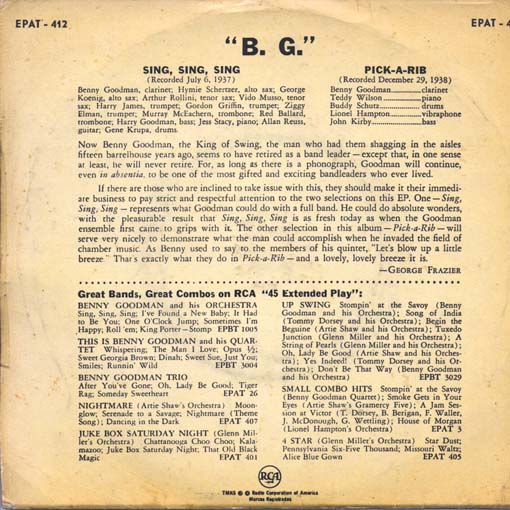 EPAT - 412
EPAT - 4
"B. G."
SING, SING, SING
(Recorded July 6, 1937)
Benny Goodman, clarinet; Hymie Schertzer, alto sax; George
Koenig, alto sax; Arthur Rollini, tenor sax; Vido Musso, tenor
sax; Harry James, trumpet; Gordon Griffin, trumpet; Ziggy
Elman, trumpet; Murray McEachern, trombone; Red Ballard,
trombone; Harry Goodman, bass; Jess Stacy, piano; Allan Reuss,
guitar; Gene Krupa, drums.
PICK-A-RIB
(Recorded December 29, 1938)
Benny Goodman clarinet
Teddy Wilson piano
Buddy Schutz drums
Lionel Hampton vibraphone
John Kirby bass
Now Benny Goodman, the King of Swing, the man who had them shagging in the aisles
fifteen barrelhouse years ago, seems to have retired as a band leader — except that, in one sense
at least, he will never retire. For, as long as there is a phonograph, Goodman will continue,
even in absentia, to be one of the most gifted and exciting bandleaders who ever lived.
If there are those who are inclined to take issue with this, they should make it their immedi-
ate business to pay strict and respectful attention to the two selections on this EP. One — Sing,
Sing, Sing — represents what Goodman could do with a full band. He could do absolute wonders,
with the pleasurable result that Sing, Sing, Sing is as fresh today as when the Goodman
ensemble first came to grips with it. The other selection in this album — Pick-a-Rib — will
serve very nicely to demonstrate what the man could accomplish when he invaded the field of
chamber music. As Benny used to say to the members of his quintet, "Let's blow up a little
breeze." That's exactly what they do in Pick-a-Rib — and a lovely, lovely breeze it is.
—GEORGE FRAZIER
Great Bands, Great Combos on RCA "45 Extended Play":
BENNY GOODMAN and his ORCHESTRA
Sing, Sing, Sing; I've Found a New Baby; It Had
to Be You; One O'Clock Jump; Sometimes I'm
Happy; Roll 'em; King Porter - Stomp EPBT 1005
THIS IS BENNY GOODMAN and his QUAR-
TET Whispering; The Man I Love; Opus ½;
Sweet Georgia Brown; Dinah; Sweet Sue, Just You;
Smiles; Runnin' Wild EPBT 3004
BENNY GOODMAN TRIO
After You've Gone; Oh, Lady Be Good; Tiger
Rag; Someday Sweetheart EPAT 26
NIGHTMARE (Artie Shaw's Orchestra) Moon-
glow; Serenade to a Savage; Nightmare (Theme
Song); Dancing in the Dark EPAT 407
JUKE BOX SATURDAY NIGHT (Glenn Mil-
ler's Orchestra) Chattanooga Choo Choo; Kala-
mazoo; Juke Box Saturday Night; That Old Black
Magic EPAT 401
UP SWING Stompin' at the Savoy (Benny
Goodman and his Orchestra); Song of India
(Tommy Dorsey and his Orchestra); Begin the
Beguine (Artie Shaw and his Orchestra); Tuxedo
Junction (Glenn Miller and his Orchestra); A
String of Pearls (Glenn Miller and his Orchestra);
Oh, Lady Be Good (Artie Shaw and his Orches-
tra); Yes Indeed! (Tommy Dorsey and his Or-
chestra); Don't Be That Way (Benny Goodman
and his Orchestra) EPBT 3029
SMALL COMBO HITS Stompin' at the Savoy
(Benny Goodman Quartet); Smoke Gets in Your
Eyes (Artie Shaw's Gramercy Five); A Jam Ses-
sion at Victor (T. Dorsey, B. Berigan, F. Waller,
J. McDonough, G. Wettling); House of Morgan
(Lionel Hampton's Orchestra) EPAT 3
4 STAR (Glenn Miller's Orchestra) Star Dust;
Pennsylvania Six-Five Thousand; Missouri Waltz;
Alice Blue Gown EPAT 405
RCA
TMKS ® © Radio Corporation of America
Marcas Registradas